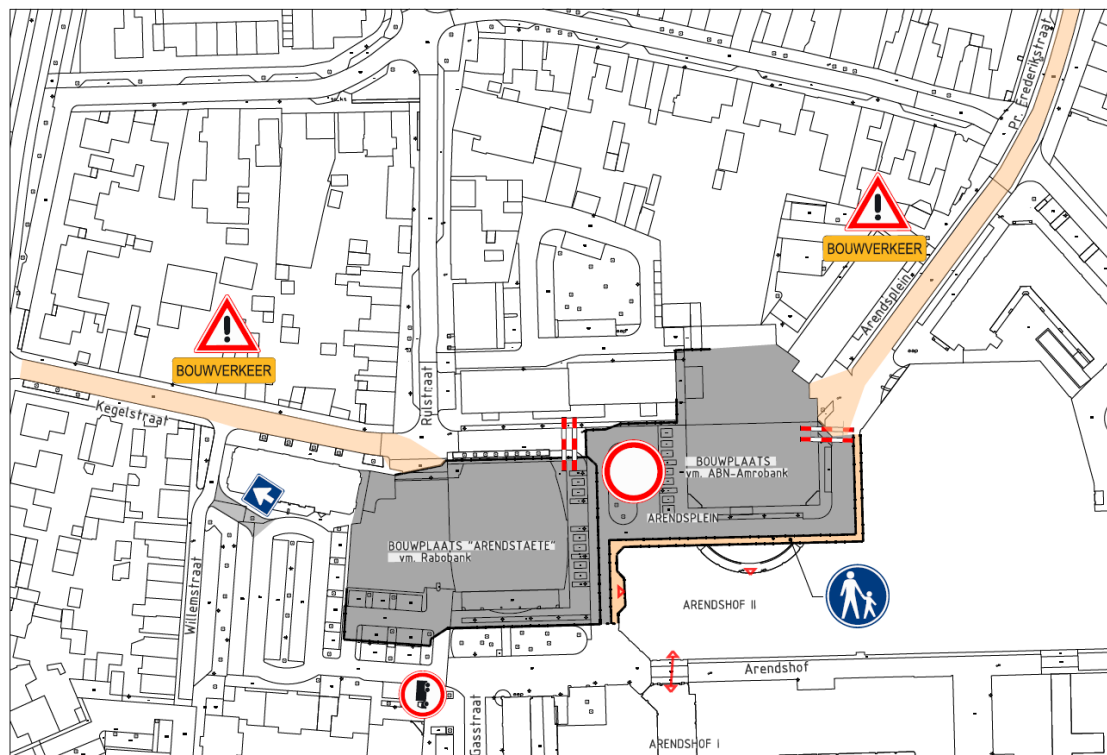 Pr. Frederikstraat
BOUWVERKEER
Arendsplein
BOUWVERKEER
Kegelstraat
Rulstraat
BOUWPLAATS
vm. ABN-Amrobank
ARENDSPLEIN
BOUWPLAATS "ARENDSTAETE"
vm. Rabobank
Willemstraat
ARENDSHOF II
Arendshof
Gasstraat
ARENDSHOF I